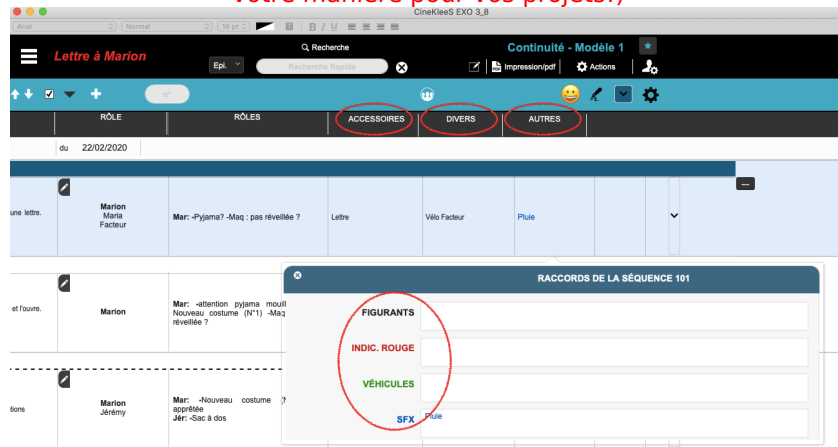 votre manière pour vos projets!)
CineKleeS EXO 3_8
Arial (Normal 16 pt B I U
Lettre à Marion
Epi.
Recherche
Recherche Rapide
Continuité - Modèle 1
Impression/pdf
Actions
n°
RÔLE RÔLES ACCESSOIRES DIVERS AUTRES
du 22/02/2020
une lettre.
Marion
Maria
Facteur
Mar: -Pyjama? -Maq : pas réveillée ?
Lettre
Vélo Facteur
Pluie
et l'ouvre.
Marion
Mar: -attention pyjama mouill
Nouveau costume (N°1) -Maq
réveillée ?
tions
Marion
Jérémy
Mar: -Nouveau costume
apprêtée
Jér: -Sac à dos
RACCORDS DE LA SÉQUENCE 101
FIGURANTS
INDIC. ROUGE
VÉHICULES
SFX Pluie